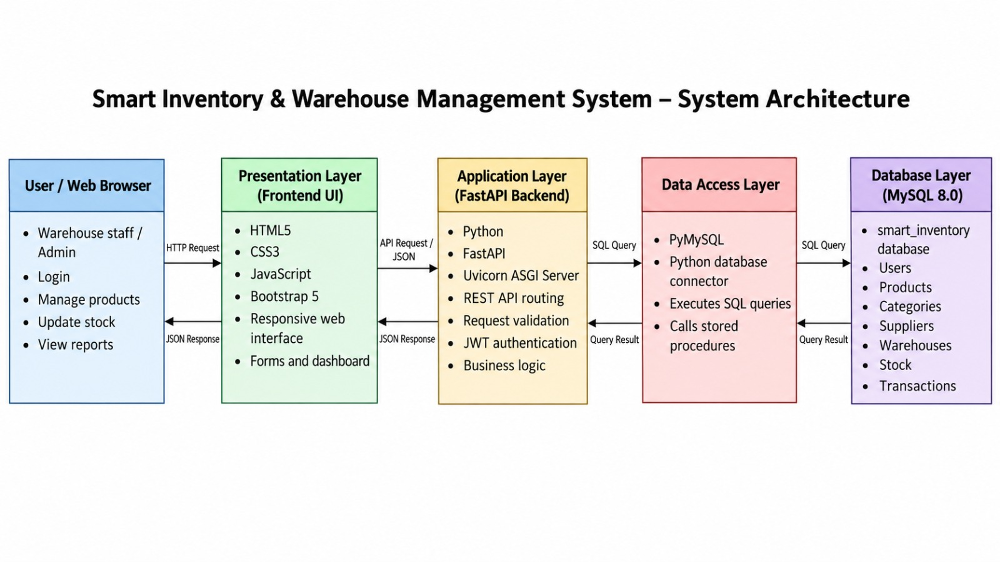 Smart Inventory & Warehouse Management System – System Architecture
User / Web Browser
• Warehouse staff /
Admin
• Login
• Manage products
• Update stock
• View reports
HTTP Request
JSON Response
Presentation Layer
(Frontend UI)
• HTML5
• CSS3
• JavaScript
• Bootstrap 5
• Responsive web
interface
• Forms and dashboard
API Request /
JSON
JSON Response
Application Layer
(FastAPI Backend)
• Python
• FastAPI
• Uvicorn ASGI Server
• REST API routing
• Request validation
• JWT authentication
• Business logic
SQL Query
Query Result
Data Access Layer
• PyMySQL
• Python database
connector
• Executes SQL queries
• Calls stored
procedures
SQL Query
Query Result
Database Layer
(MySQL 8.0)
• smart_inventory
database
• Users
• Products
• Categories
• Suppliers
• Warehouses
• Stock
• Transactions